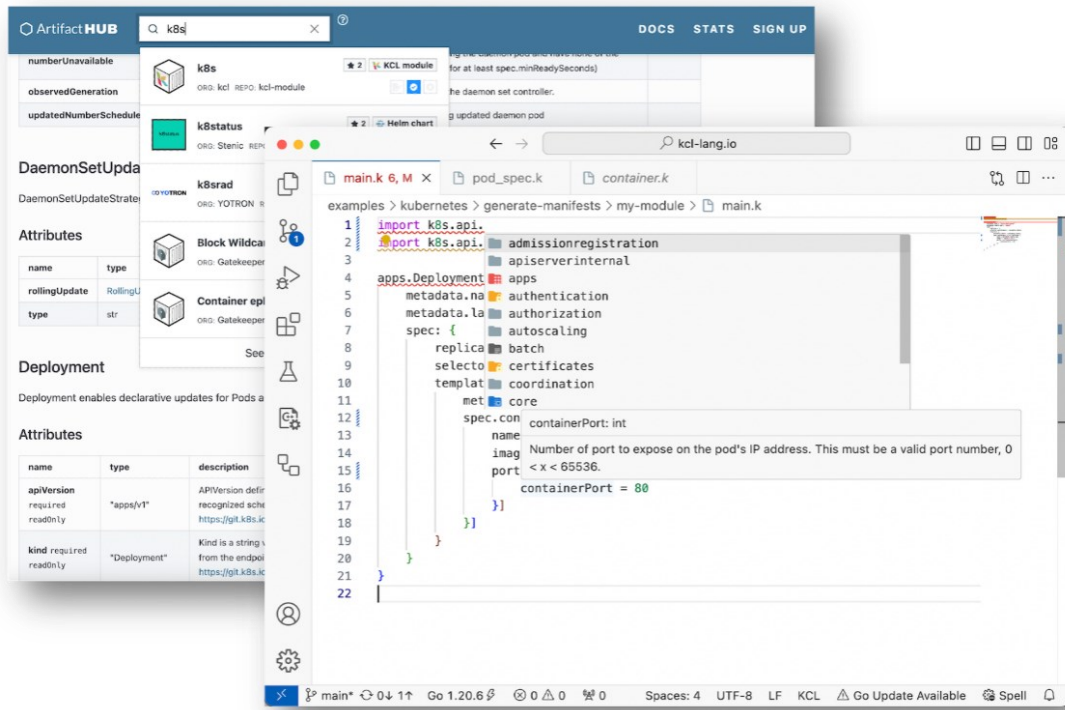 ArtifactHUB
k8s
DOCS STATS SIGN UP
numberUnavailable
for at least spec.minReadySeconds)
observedGeneration
the daemon set controller.
updatedNumberSchedule
updated daemon pod
k8s
2 KCL module
ORG: kcl REPO: kcl-module
k8status
2 Helm chart
ORG: Stenic
k8srad
COYOTRON
ORG: YOTRON
Block Wildca
ORG: Gatekeeper
Container eph
ORG: Gatekeeper
See
DaemonSetUpda
DaemonSetUpdateStrate
Attributes
name type
rollingUpdate RollingU
type str
Deployment
Deployment enables declarative updates for Pods a
Attributes
name type description
apiVersion required readOnly
"apps/v1"
APIVersion defin
recognized sche
https://git.k8s.io
kind required readOnly
"Deployment"
Kind is a string v
from the endpoi
https://git.k8s.io
kcl-lang.io
main.k 6, M
pod_spec.k
container.k
examples > kubernetes > generate-manifests > my-module > main.k
1 import k8s.api.
2 import k8s.api.
3
4 apps.Deployment
5 metadata.na
6 metadata.la
7 spec: {
8 replica
9 selecto
10 templat
11 met
12 spec.con
13 name
14 imag
15 port
16 containerPort = 80
17 }]
18 }]
19 }
20 }
21 }
22
admissionregistration
apiserverinternal
apps
authentication
authorization
autoscaling
batch
certificates
coordination
core
containerPort: int
Number of port to expose on the pod's IP address. This must be a valid port number, 0
< x < 65536.
1
main* 0↓ 1↑ Go 1.20.6 0 0 0 Spaces: 4 UTF-8 LF KCL Go Update Available Spell